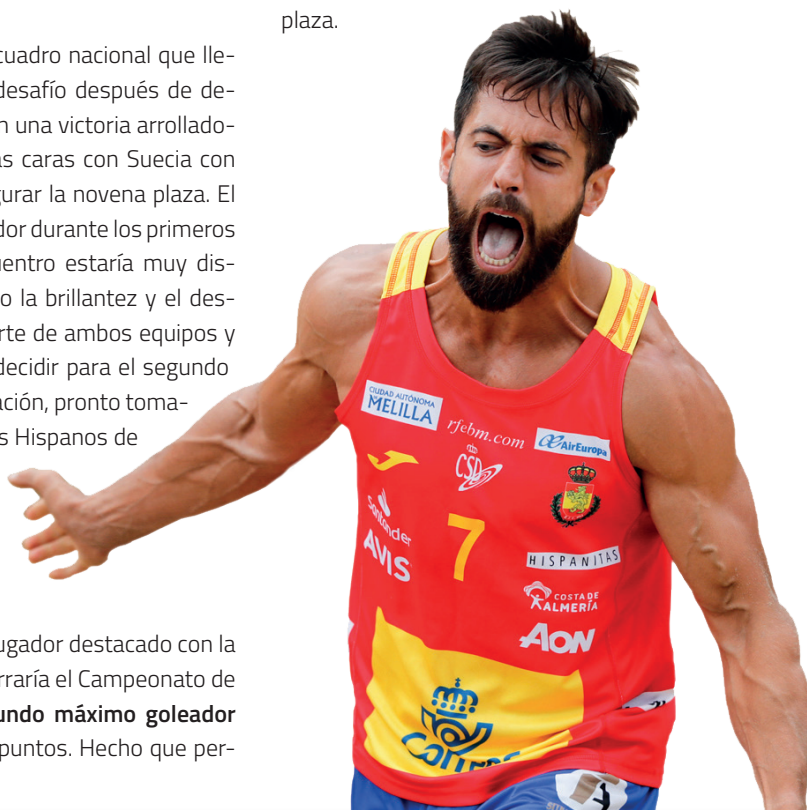 plaza.
cuadro nacional que lle-
desafío después de de-
n una victoria arrollado-
as caras con Suecia con
gurar la novena plaza. El
dor durante los primeros
uentro estaría muy dis-
o la brillantez y el des-
rte de ambos equipos y
decidir para el segundo
ación, pronto toma-
s Hispanos de
ugador destacado con la
rraría el Campeonato de
undo máximo goleador
puntos. Hecho que per-
CIUDAD AUTÓNOMA
MELILLA
rfebm.com
AirEuropa
CSD
Santander
AVIS
7
HISPANITAS
COSTA DE
ALMERÍA
AON
Correos